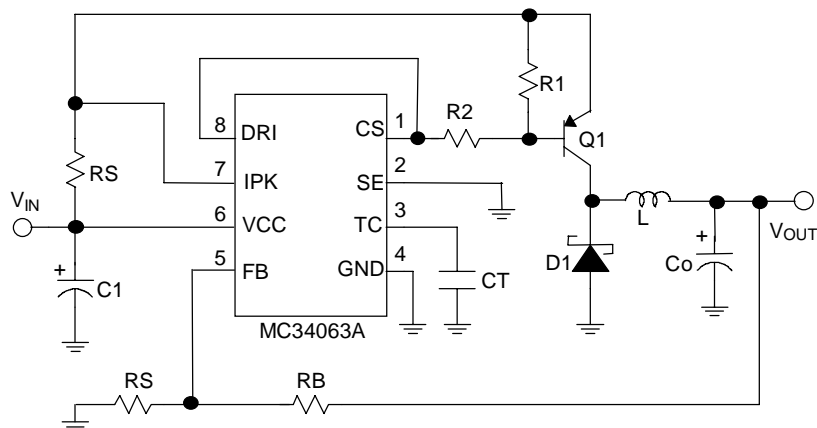 R1
R2
Q1
8 DRI CS 1
7 IPK SE 2
6 VCC TC 3
5 FB GND 4
MC34063A
RS
VIN
C1
CT
L
VOUT
D1
Co
RS
RB